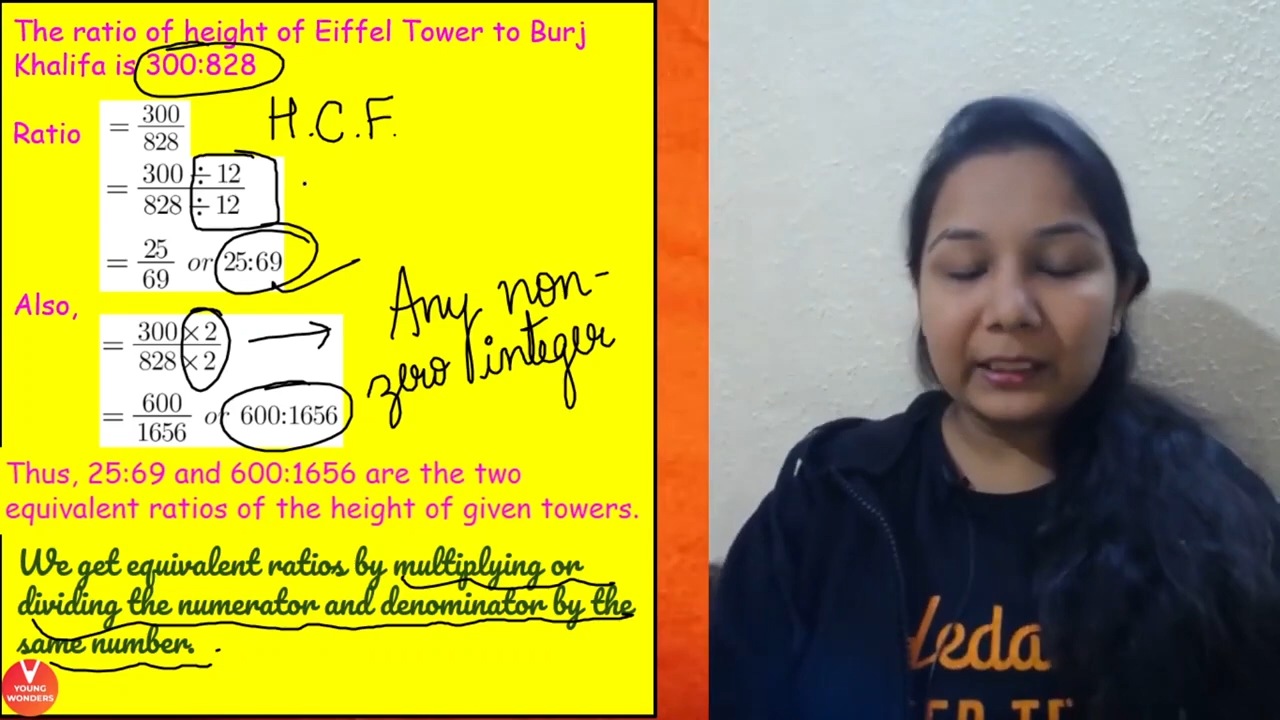 The ratio of height of Eiffel Tower to Burj
Khalifa is 300:828
H.C.F.
Ratio = 300/828
= 300 ÷ 12/828 ÷ 12
= 25/69 or 25:69
Also,
= 300 × 2/828 × 2
= 600/1656 or 600:1656
Any non-
zero integer
Thus, 25:69 and 600:1656 are the two
equivalent ratios of the height of given towers.
We get equivalent ratios by multiplying or
dividing the numerator and denominator by the
same number.
V
YOUNG
WONDERS